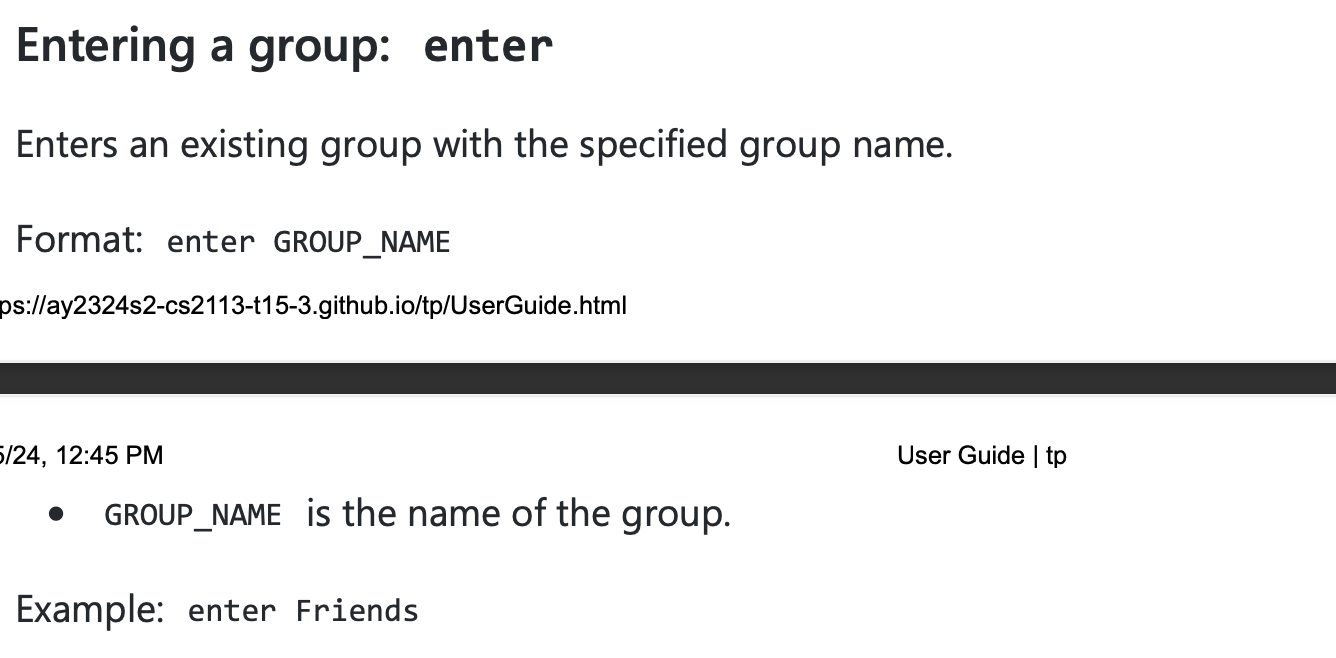 Entering a group: enter
Enters an existing group with the specified group name.
Format: enter GROUP_NAME
ps://ay2324s2-cs2113-t15-3.github.io/tp/UserGuide.html
5/24, 12:45 PM User Guide | tp
• GROUP_NAME is the name of the group.
Example: enter Friends